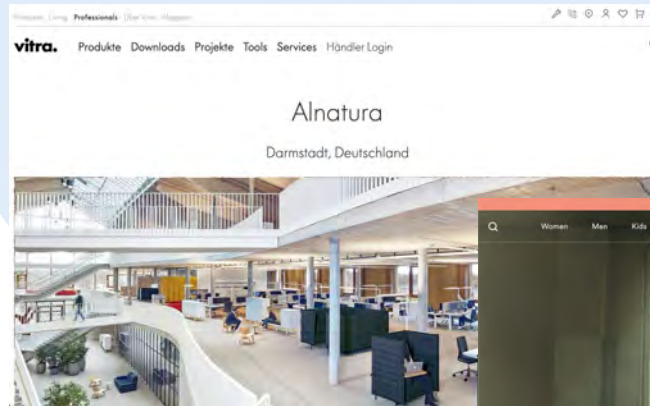 Professionals
vitra.
Produkte Downloads Projekte Tools Services Händler Login
Alnatura
Darmstadt, Deutschland
Women Men Kids